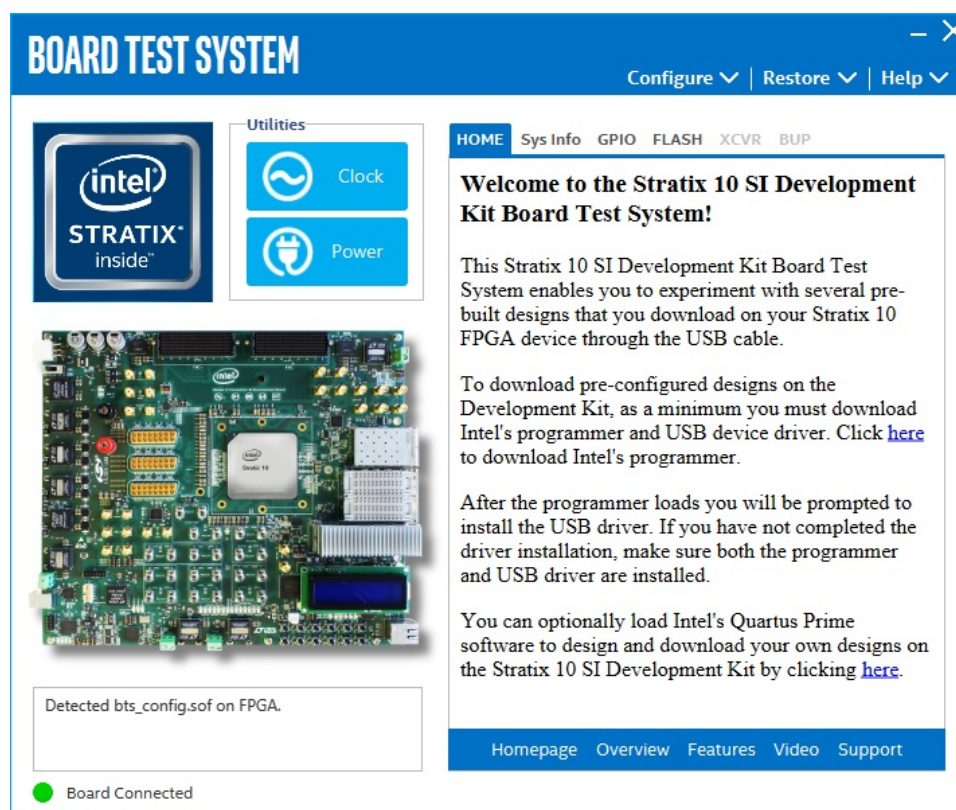 BOARD TEST SYSTEM
Configure
Restore
Help
intel
STRATIX
inside™
Utilities
Clock
Power
HOME Sys Info GPIO FLASH XCVR BUP
Welcome to the Stratix 10 SI Development
Kit Board Test System!
This Stratix 10 SI Development Kit Board Test
System enables you to experiment with several pre-
built designs that you download on your Stratix 10
FPGA device through the USB cable.
To download pre-configured designs on the
Development Kit, as a minimum you must download
Intel's programmer and USB device driver. Click here
to download Intel's programmer.
After the programmer loads you will be prompted to
install the USB driver. If you have not completed the
driver installation, make sure both the programmer
and USB driver are installed.
You can optionally load Intel's Quartus Prime
software to design and download your own designs on
the Stratix 10 SI Development Kit by clicking here.
Homepage Overview Features Video Support
intel
intel
Stratix 10
Detected bts_config.sof on FPGA.
Board Connected